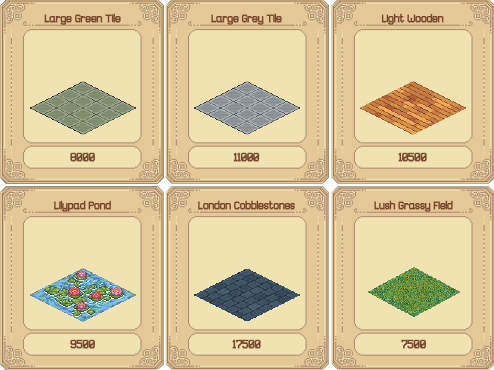 Large Green Tile
Large Grey Tile
Light Wooden
8000
11000
10500
Lilypad Pond
London Cobblestones
Lush Grassy Field
9500
17500
7500